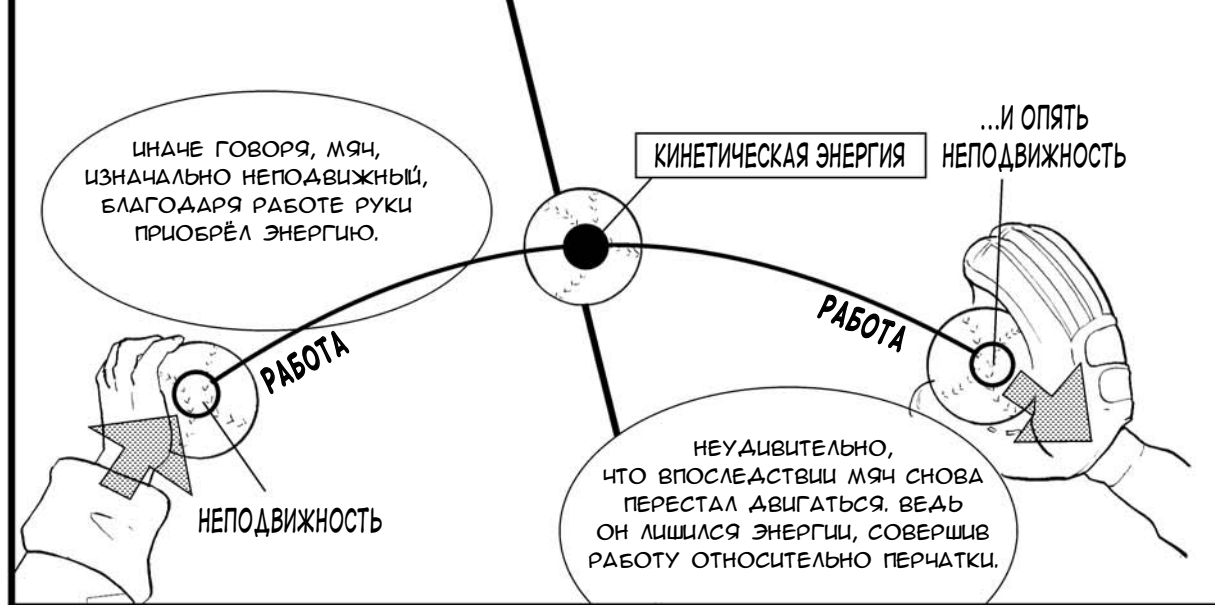 ИНАЧЕ ГОВОРЯ, МЯЧ,
ИЗНАЧАЛЬНО НЕПОДВИЖНЫЙ,
БЛАГОДАРЯ РАБОТЕ РУКИ
ПРИОБРЁЛ ЭНЕРГИЮ.
КИНЕТИЧЕСКАЯ ЭНЕРГИЯ
...И ОПЯТЬ
НЕПОДВИЖНОСТЬ
РАБОТА
РАБОТА
НЕПОДВИЖНОСТЬ
НЕУДИВИТЕЛЬНО,
ЧТО ВПОСЛЕДСТВИИ МЯЧ СНОВА
ПЕРЕСТАЛ ДВИГАТЬСЯ. ВЕДЬ
ОН ЛИШИЛСЯ ЭНЕРГИИ, СОВЕРШИВ
РАБОТУ ОТНОСИТЕЛЬНО ПЕРЧАТКИ.